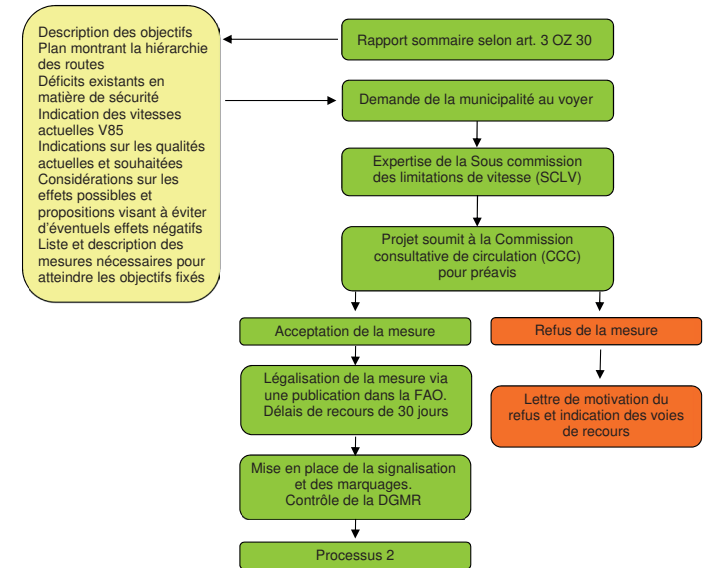 Description des objectifs
Plan montrant la hiérarchie
des routes
Déficits existants en
matière de sécurité
Indication des vitesses
actuelles V85
Indications sur les qualités
actuelles et souhaitées
Considérations sur les
effets possibles et
propositions visant à éviter
d'éventuels effets négatifs
Liste et description des
mesures nécessaires pour
atteindre les objectifs fixés
Rapport sommaire selon art. 3 OZ 30
Demande de la municipalité au voyer
Expertise de la Sous commission
des limitations de vitesse (SCLV)
Projet soumit à la Commission
consultative de circulation (CCC)
pour préavis
Acceptation de la mesure
Refus de la mesure
Légalisation de la mesure via
une publication dans la FAO.
Délais de recours de 30 jours
Lettre de motivation du
refus et indication des voies
de recours
Mise en place de la signalisation
et des marquages.
Contrôle de la DGMR
Processus 2